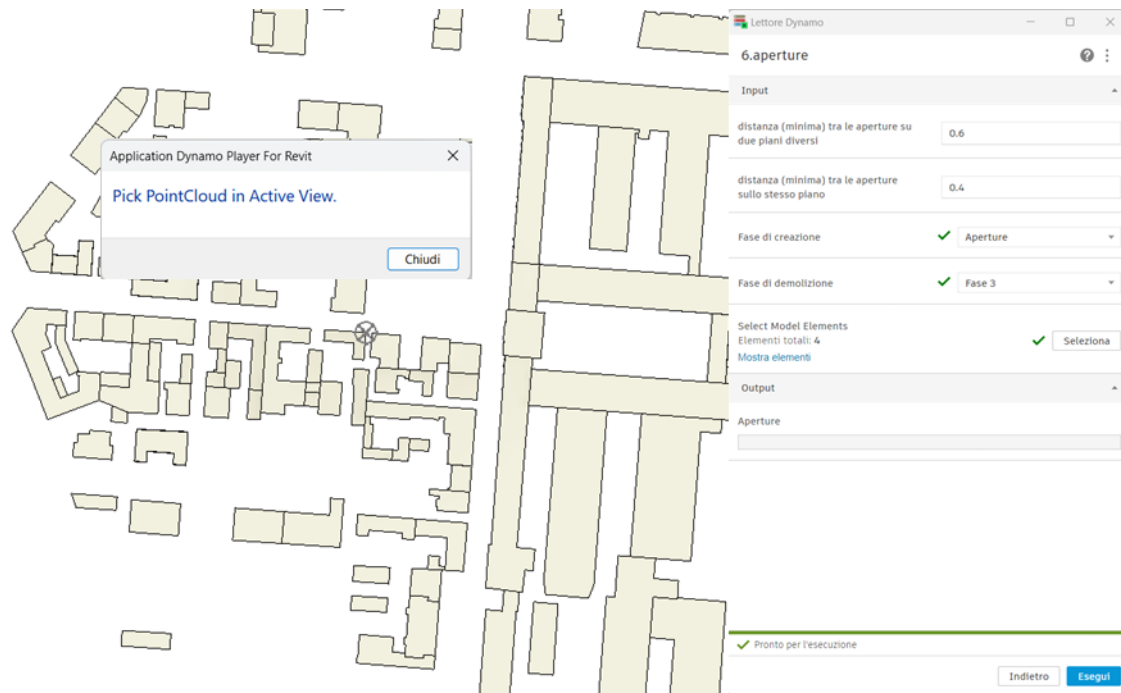 Application Dynamo Player For Revit
Pick PointCloud in Active View.
Chiudi
Lettore Dynamo
6.aperture
Input
distanza (minima) tra le aperture su
due piani diversi
0.6
distanza (minima) tra le aperture
sullo stesso piano
0.4
Fase di creazione
Aperture
Fase di demolizione
Fase 3
Select Model Elements
Elementi totali: 4
Seleziona
Mostra elementi
Output
Aperture
Pronto per l'esecuzione
Indietro
Esegui